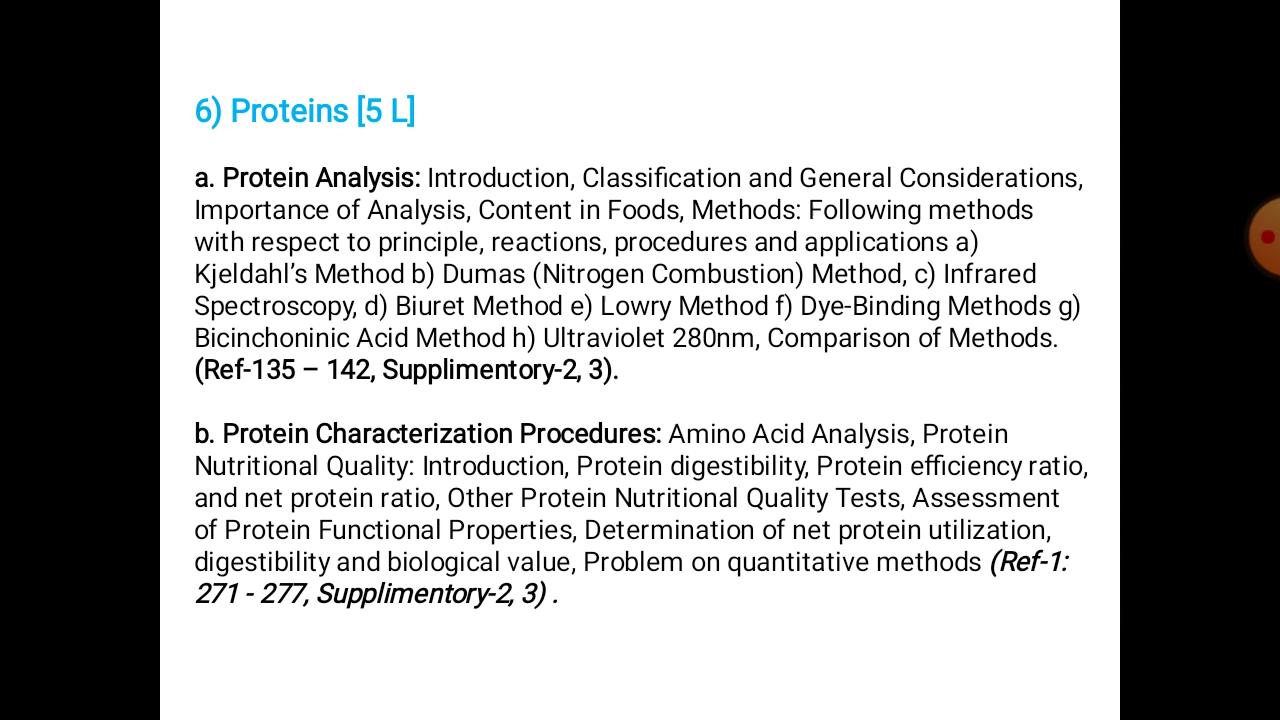 6) Proteins [5 L]
a. Protein Analysis: Introduction, Classification and General Considerations,
Importance of Analysis, Content in Foods, Methods: Following methods
with respect to principle, reactions, procedures and applications a)
Kjeldahl’s Method b) Dumas (Nitrogen Combustion) Method, c) Infrared
Spectroscopy, d) Biuret Method e) Lowry Method f) Dye-Binding Methods g)
Bicinchoninic Acid Method h) Ultraviolet 280nm, Comparison of Methods.
(Ref-135 – 142, Supplimentory-2, 3).
b. Protein Characterization Procedures: Amino Acid Analysis, Protein
Nutritional Quality: Introduction, Protein digestibility, Protein efficiency ratio,
and net protein ratio, Other Protein Nutritional Quality Tests, Assessment
of Protein Functional Properties, Determination of net protein utilization,
digestibility and biological value, Problem on quantitative methods (Ref-1:
271 - 277, Supplimentory-2, 3) .